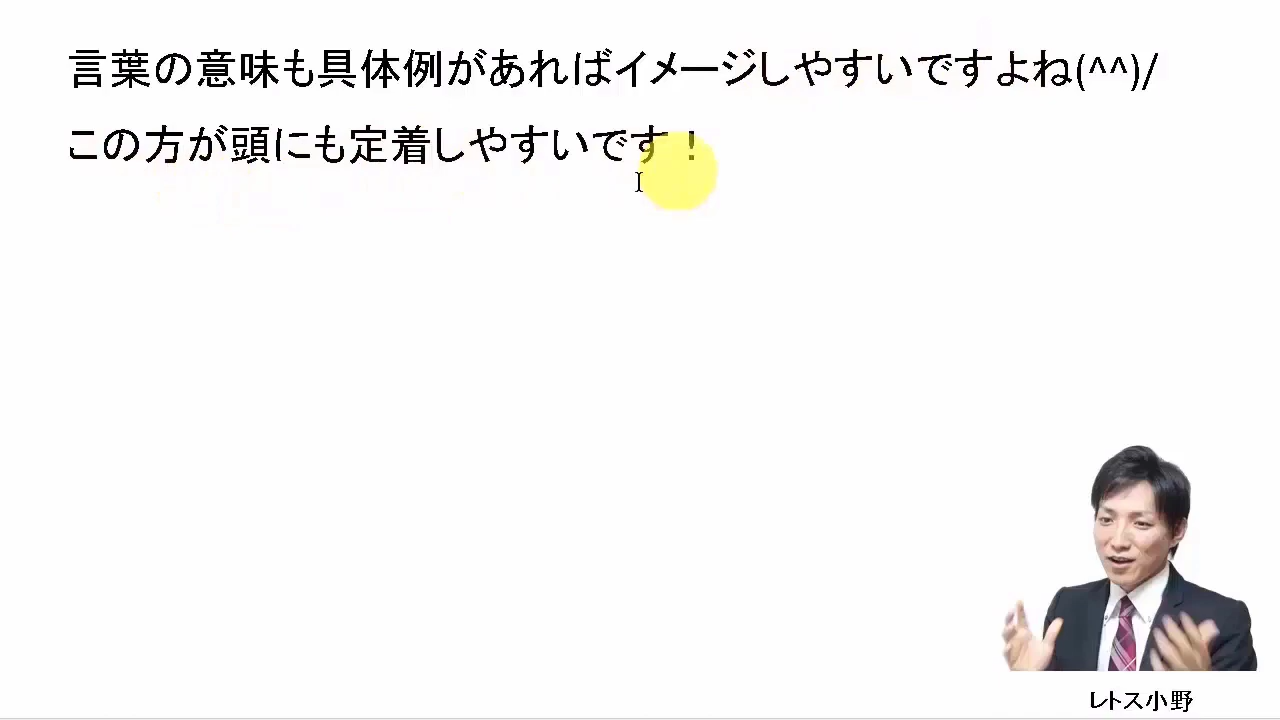 言葉の意味も具体例があればイメージしやすいですよね(^^)/
この方が頭にも定着しやすいです！
レトス小野